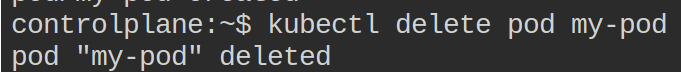 controlplane:~$ kubectl delete pod my-pod
pod "my-pod" deleted